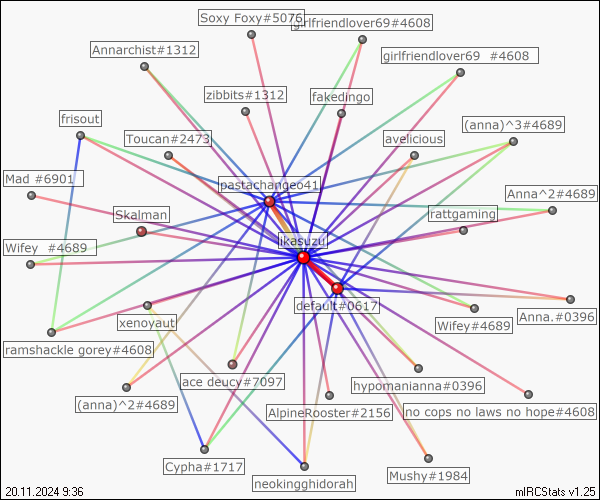 Soxy Foxy#5076
girlfriendlover69#4608
Annarchist#1312
girlfriendlover69  #4608
zibbits#1312
fakedingo
frisout
(anna)^3#4689
Toucan#2473
avelicious
Mad #6901
pastachangeo41
Anna^2#4689
Skalman
rattgaming
Wifey  #4689
ikasuzu
default#0617
Anna.#0396
xenoyaut
Wifey#4689
ramshackle gorey#4608
ace deucy#7097
hypomanianna#0396
(anna)^2#4689
AlpineRooster#2156
no cops no laws no hope#4608
Cypha#1717
Mushy#1984
neokingghidorah
20.11.2024 9:36
mIRCStats v1.25